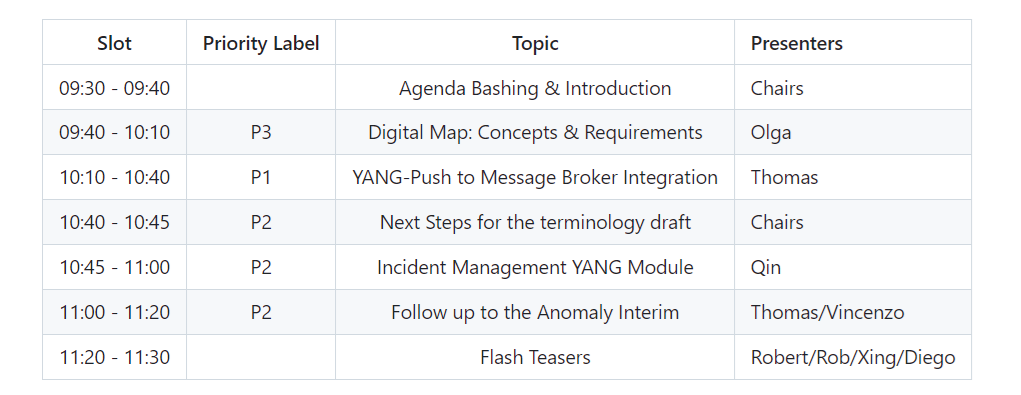 Slot Priority Label Topic Presenters
09:30 - 09:40 Agenda Bashing & Introduction Chairs
09:40 - 10:10 P3 Digital Map: Concepts & Requirements Olga
10:10 - 10:40 P1 YANG-Push to Message Broker Integration Thomas
10:40 - 10:45 P2 Next Steps for the terminology draft Chairs
10:45 - 11:00 P2 Incident Management YANG Module Qin
11:00 - 11:20 P2 Follow up to the Anomaly Interim Thomas/Vincenzo
11:20 - 11:30 Flash Teasers Robert/Rob/Xing/Diego